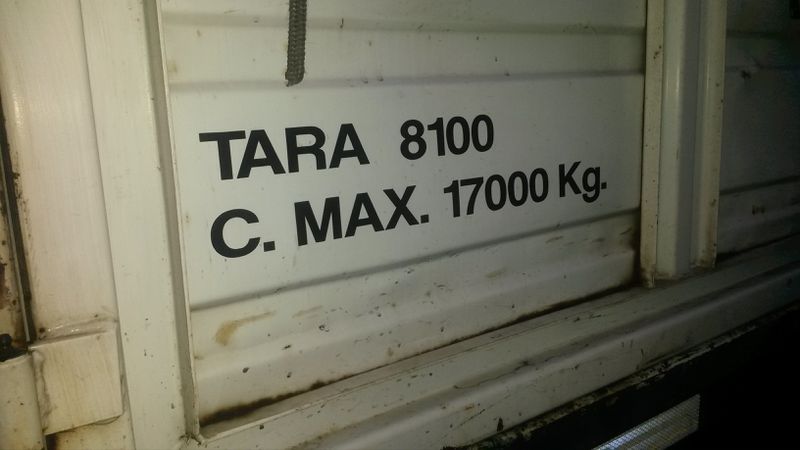 TARA 8100
C. MAX. 17000 Kg.